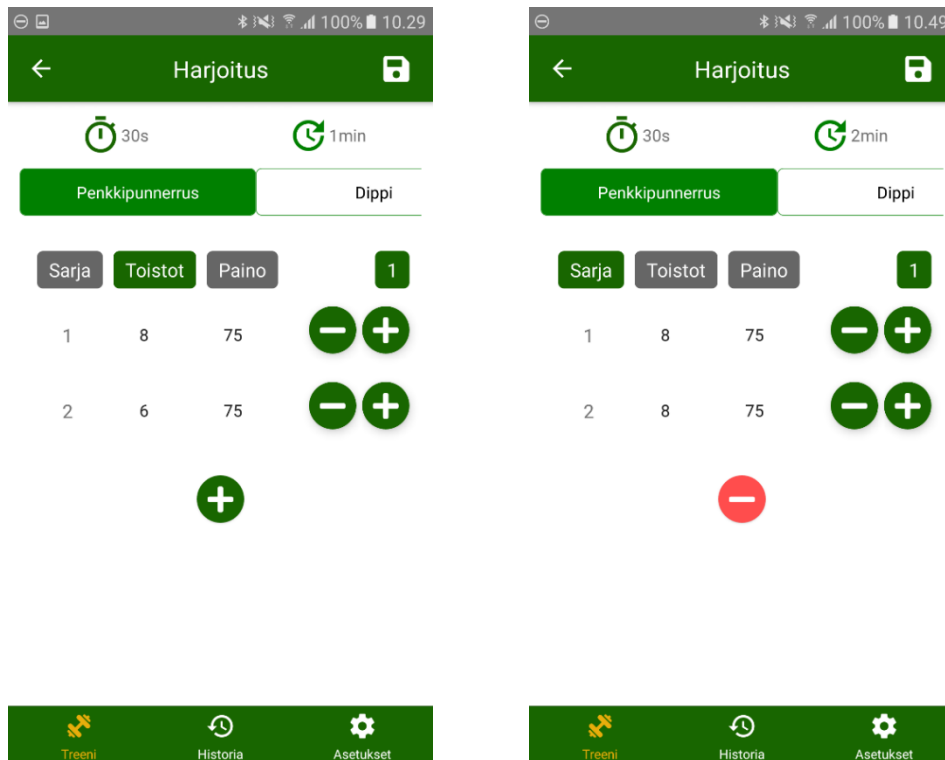 100% 10.29
Harjoitus
30s 1min
Penkkipunnerrus Dippi
Sarja Toistot Paino 1
1 8 75
2 6 75
Treeni Historia Asetukset
100% 10.49
Harjoitus
30s 2min
Penkkipunnerrus Dippi
Sarja Toistot Paino 1
1 8 75
2 8 75
Treeni Historia Asetukset